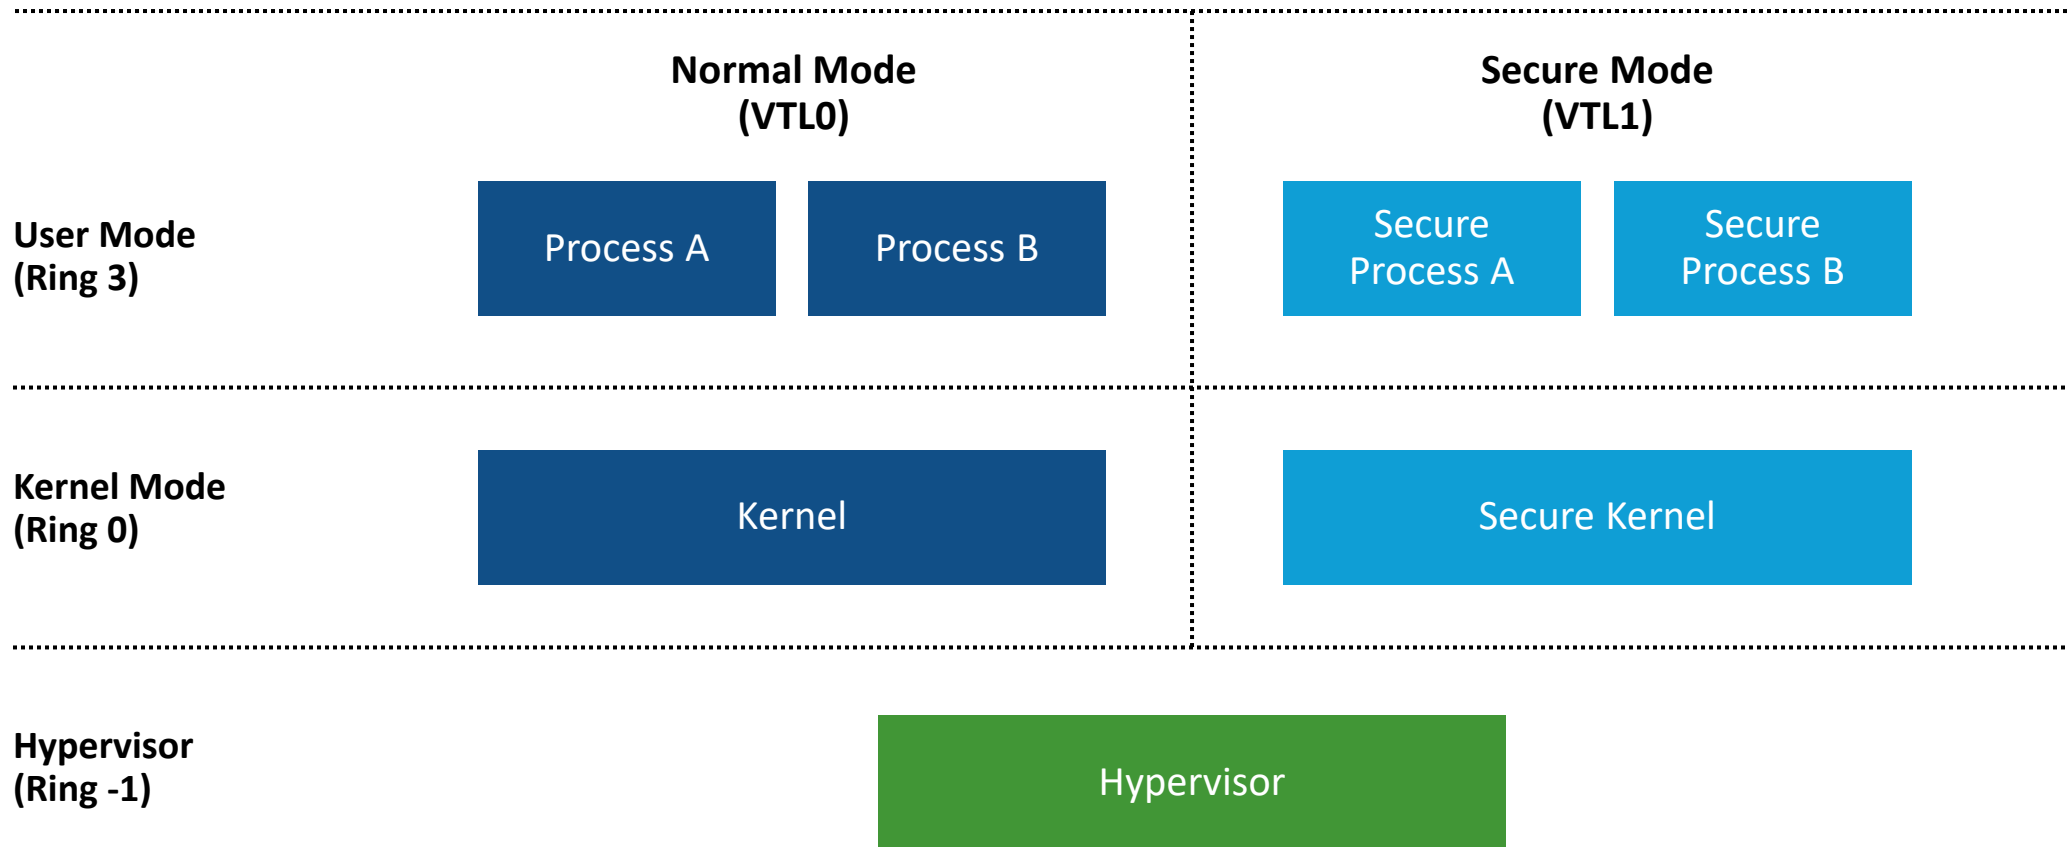 Normal Mode
(VTL0)
Secure Mode
(VTL1)
User Mode
(Ring 3)
Process A
Process B
Secure
Process A
Secure
Process B
Kernel Mode
(Ring 0)
Kernel
Secure Kernel
Hypervisor
(Ring -1)
Hypervisor